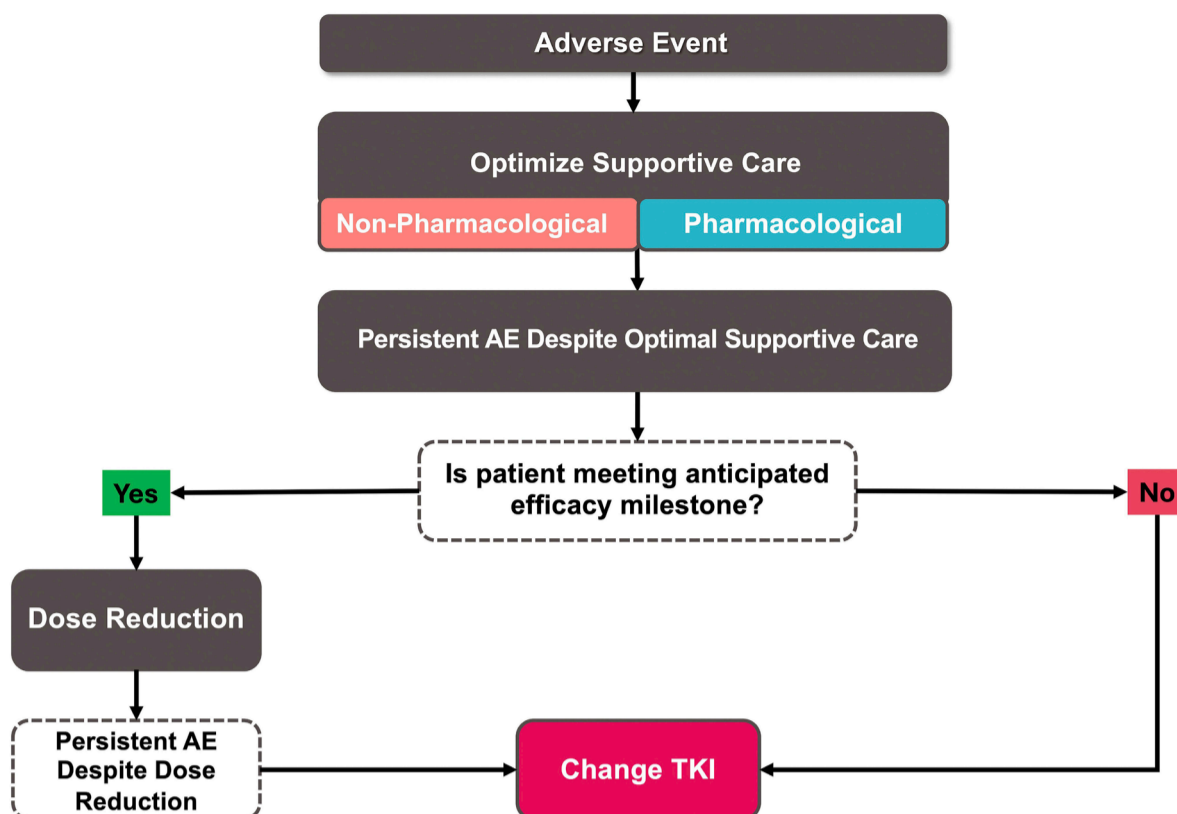 Adverse Event
Optimize Supportive Care
Non-Pharmacological
Pharmacological
Persistent AE Despite Optimal Supportive Care
Is patient meeting anticipated
efficacy milestone?
Yes
No
Dose Reduction
Persistent AE
Despite Dose
Reduction
Change TKI